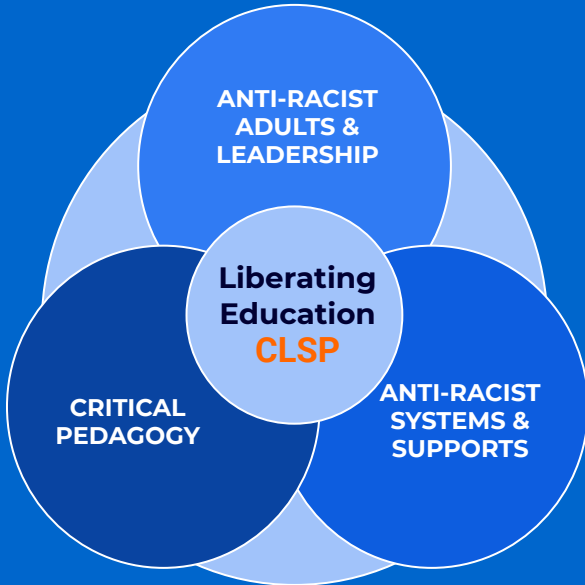 ANTI-RACIST
ADULTS &
LEADERSHIP
Liberating
Education
CLSP
CRITICAL
PEDAGOGY
ANTI-RACIST
SYSTEMS &
SUPPORTS